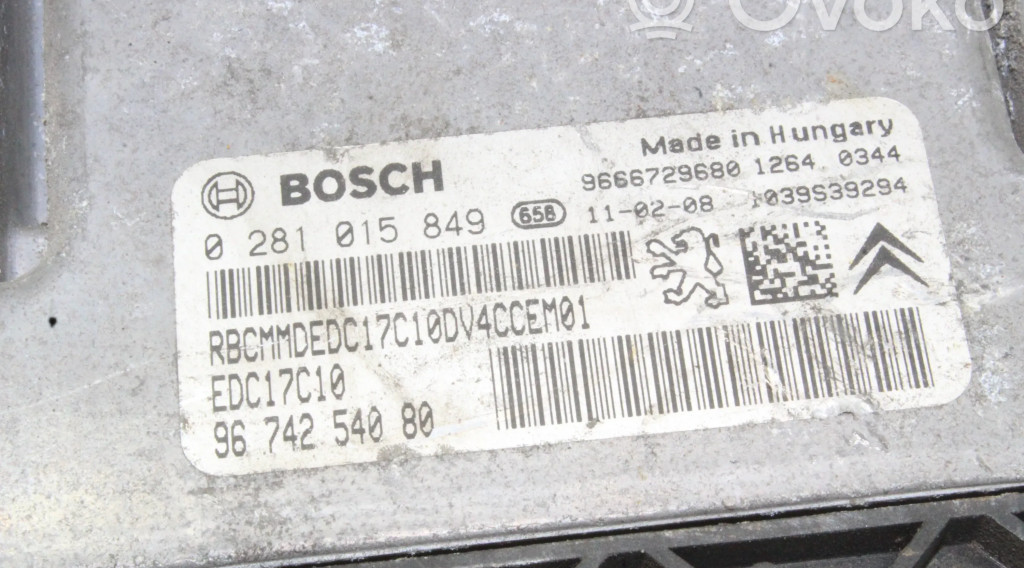 OVOKO
BOSCH
Made in Hungary
9666729680 1264 0344
0 281 015 849 658 11-02-08 1039S39294
RBCMMDEDC17C10DV4CCEM01
EDC17C10
96 742 540 80